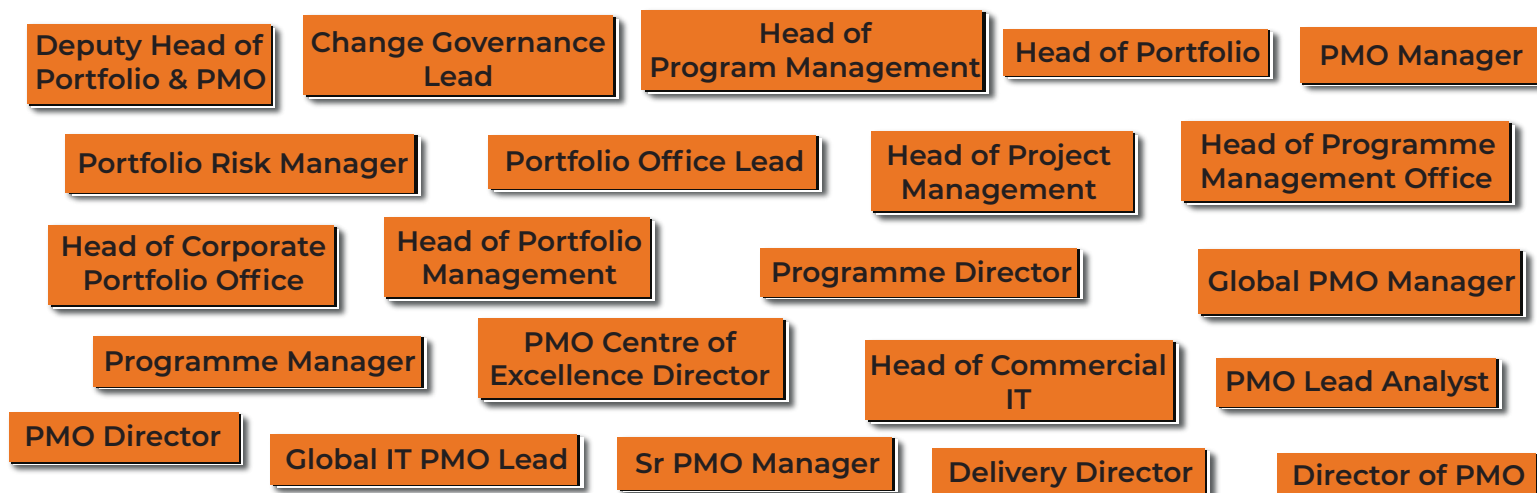 Deputy Head of
Portfolio & PMO
Change Governance
Lead
Head of
Program Management
Head of Portfolio
PMO Manager
Portfolio Risk Manager
Portfolio Office Lead
Head of Project
Management
Head of Programme
Management Office
Head of Corporate
Portfolio Office
Head of Portfolio
Management
Programme Director
Global PMO Manager
Programme Manager
PMO Centre of
Excellence Director
Head of Commercial
IT
PMO Lead Analyst
PMO Director
Global IT PMO Lead
Sr PMO Manager
Delivery Director
Director of PMO